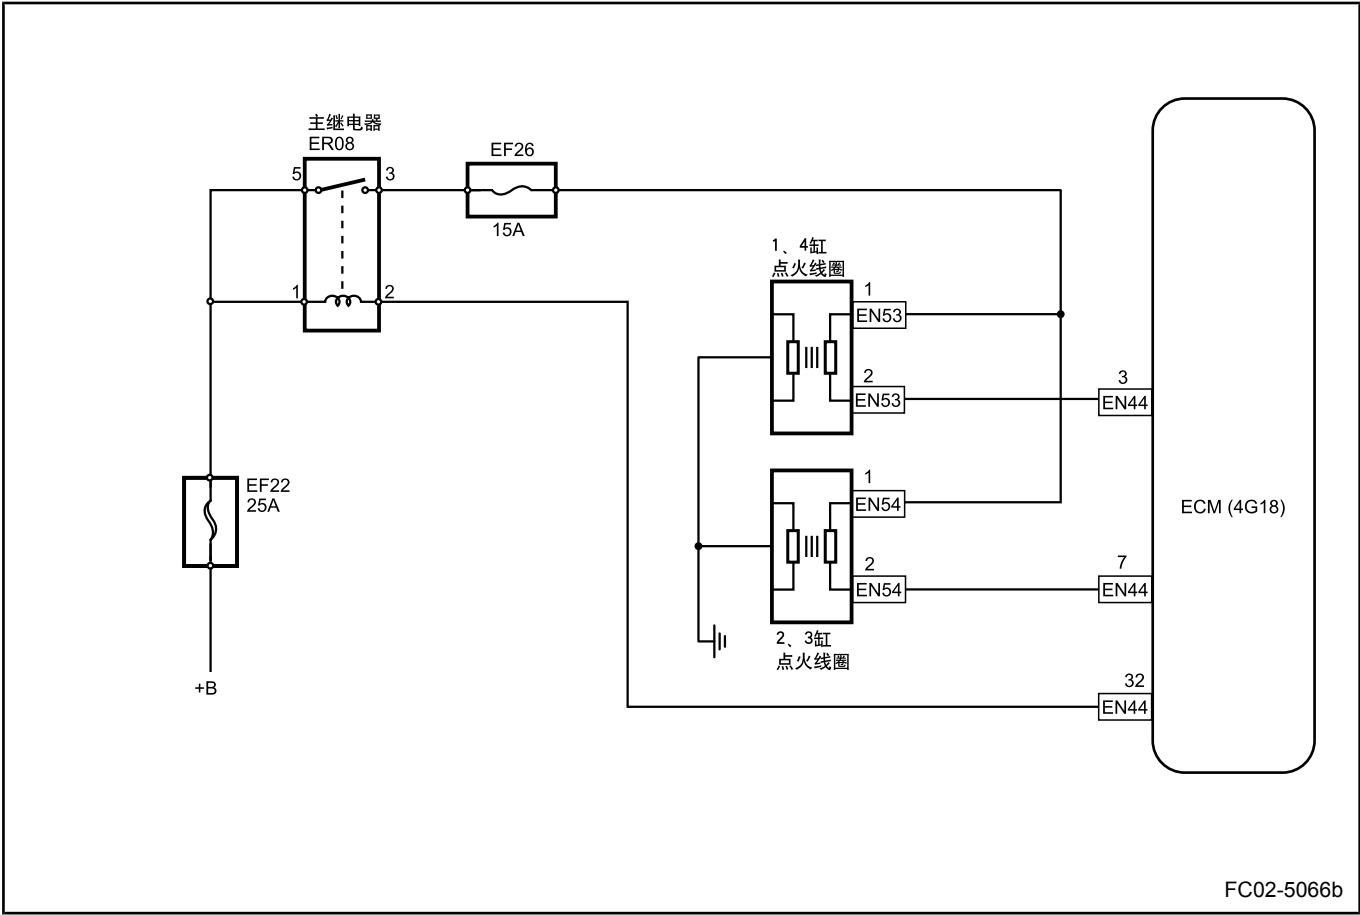 主继电器
ER08
5
3
EF26
15A
1
2
1、4缸
点火线圈
1
EN53
2
EN53
3
EN44
EF22
25A
1
EN54
ECM (4G18)
2
EN54
7
EN44
2、3缸
点火线圈
+B
32
EN44
FC02-5066b